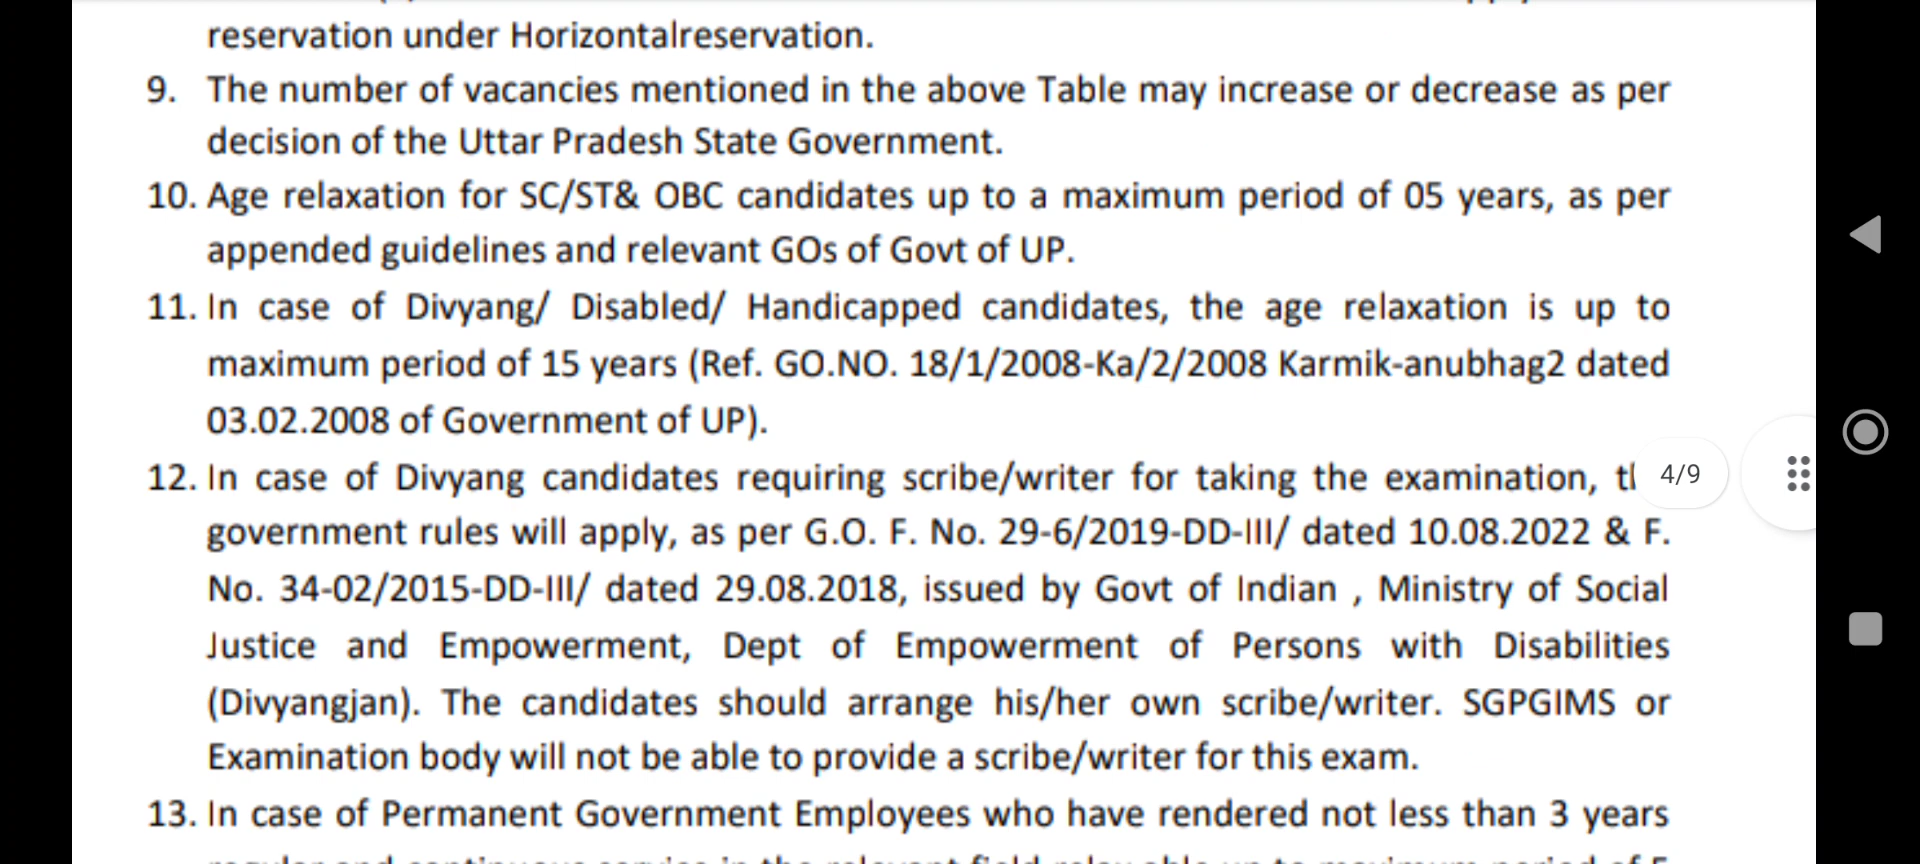 reservation under Horizontalreservation.
9. The number of vacancies mentioned in the above Table may increase or decrease as per
decision of the Uttar Pradesh State Government.
10. Age relaxation for SC/ST& OBC candidates up to a maximum period of 05 years, as per
appended guidelines and relevant GOs of Govt of UP.
11. In case of Divyang/ Disabled/ Handicapped candidates, the age relaxation is up to
maximum period of 15 years (Ref. GO.NO. 18/1/2008-Ka/2/2008 Karmik-anubhag2 dated
03.02.2008 of Government of UP).
12. In case of Divyang candidates requiring scribe/writer for taking the examination,
4/9
government rules will apply, as per G.O. F. No. 29-6/2019-DD-III/ dated 10.08.2022 & F.
No. 34-02/2015-DD-III/ dated 29.08.2018, issued by Govt of Indian , Ministry of Social
Justice and Empowerment, Dept of Empowerment of Persons with Disabilities
(Divyangjan). The candidates should arrange his/her own scribe/writer. SGPGIMS or
Examination body will not be able to provide a scribe/writer for this exam.
13. In case of Permanent Government Employees who have rendered not less than 3 years